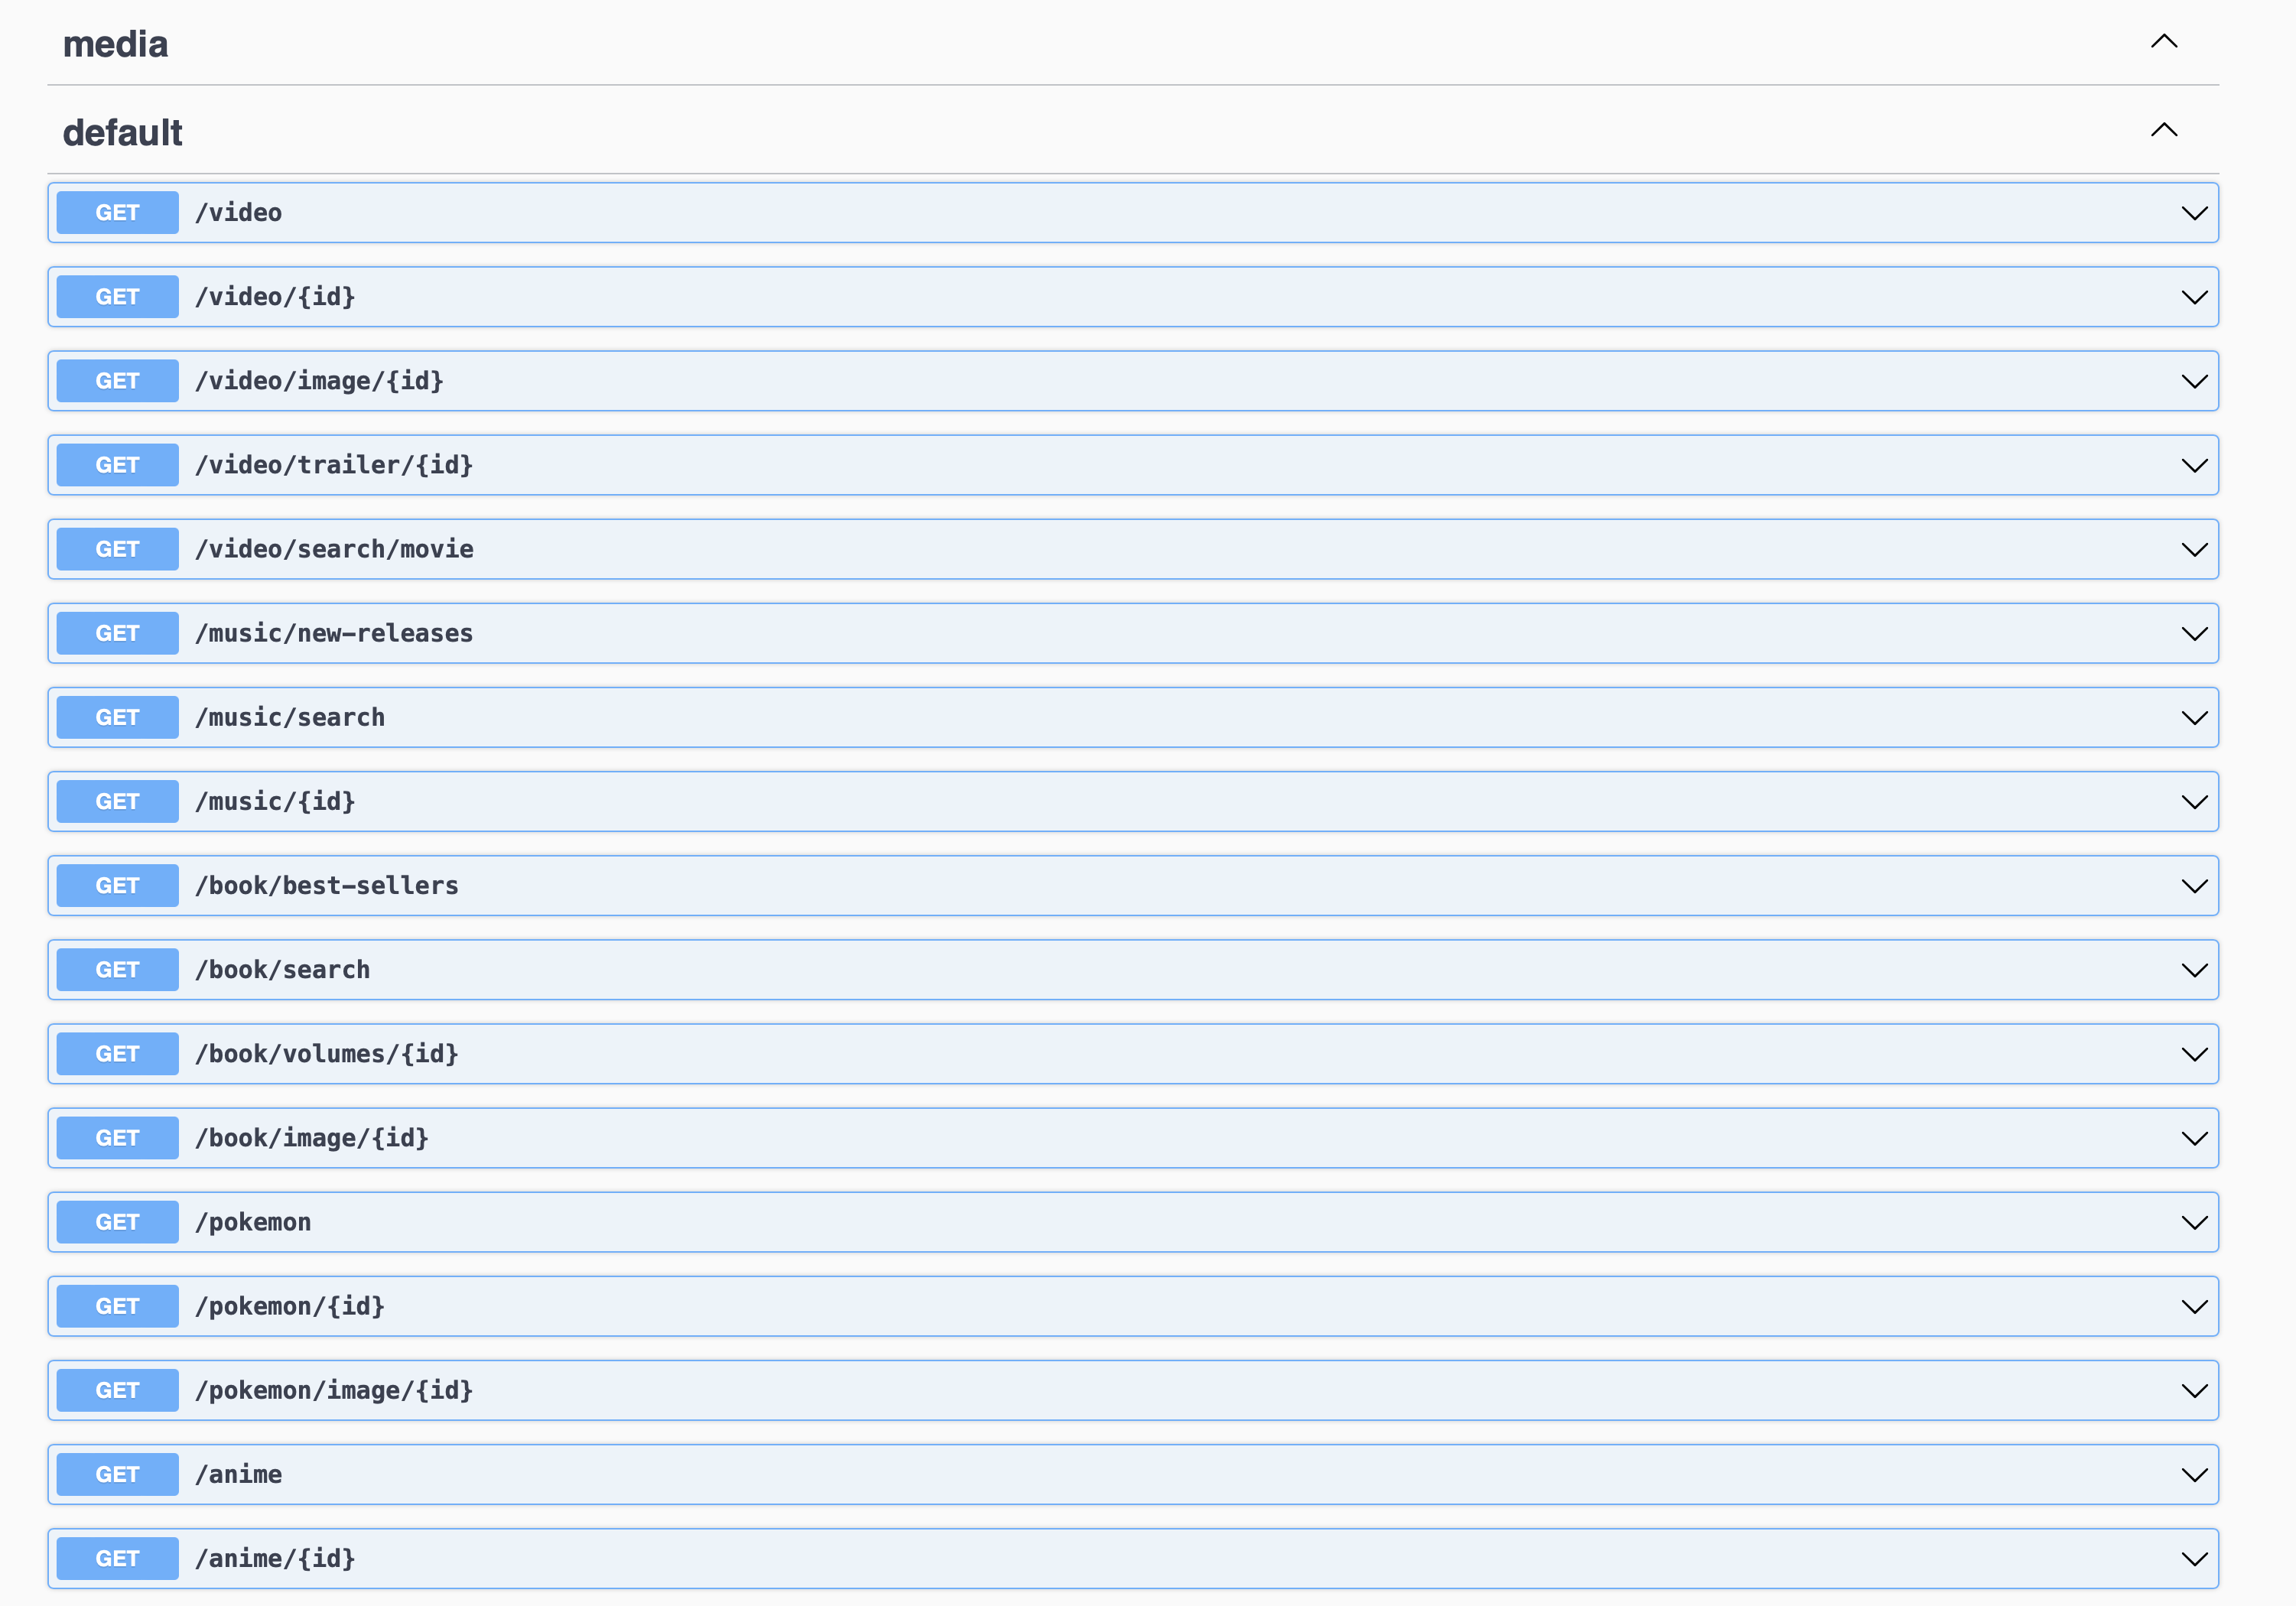 media
default
GET /video
GET /video/{id}
GET /video/image/{id}
GET /video/trailer/{id}
GET /video/search/movie
GET /music/new-releases
GET /music/search
GET /music/{id}
GET /book/best-sellers
GET /book/search
GET /book/volumes/{id}
GET /book/image/{id}
GET /pokemon
GET /pokemon/{id}
GET /pokemon/image/{id}
GET /anime
GET /anime/{id}